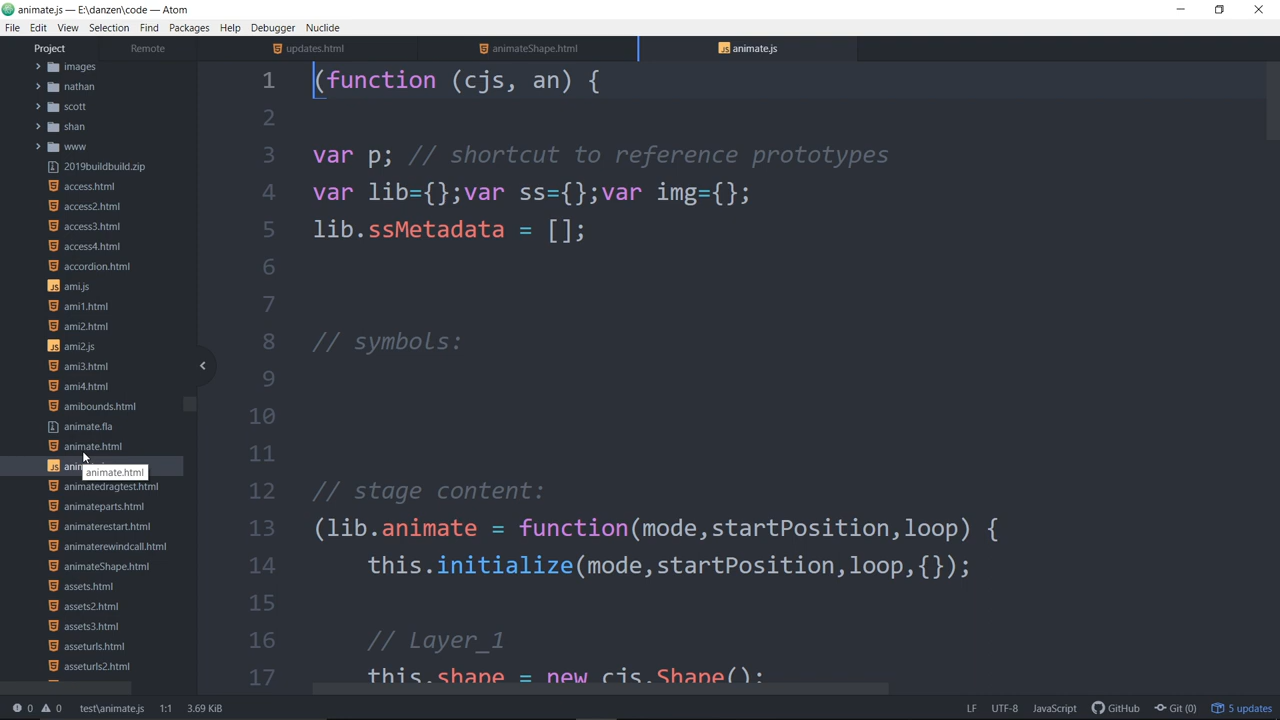 animate.js — E:\danzen\code — Atom
File Edit View Selection Find Packages Help Debugger Nuclide
Project Remote updates.html animateShape.html animate.js
images
nathan
scott
shan
www
2019buildbuild.zip
access.html
access2.html
access3.html
access4.html
accordion.html
ami.js
ami1.html
ami2.html
ami2.js
ami3.html
ami4.html
amibounds.html
animate.fla
animate.html
animate.html
animatedragtest.html
animateparts.html
animaterestart.html
animaterewindcall.html
animateShape.html
assets.html
assets2.html
assets3.html
asseturls.html
asseturls2.html
1 (function (cjs, an) {
2
3 var p; // shortcut to reference prototypes
4 var lib={};var ss={};var img={};
5 lib.ssMetadata = [];
6
7
8 // symbols:
9
10
11
12 // stage content:
13 (lib.animate = function(mode,startPosition,loop) {
14 this.initialize(mode,startPosition,loop,{});
15
16 // Layer_1
17 this.shape = new cjs.Shape();
0 0 test\animate.js 1:1 3.69 KiB LF UTF-8 JavaScript GitHub Git (0) 5 updates